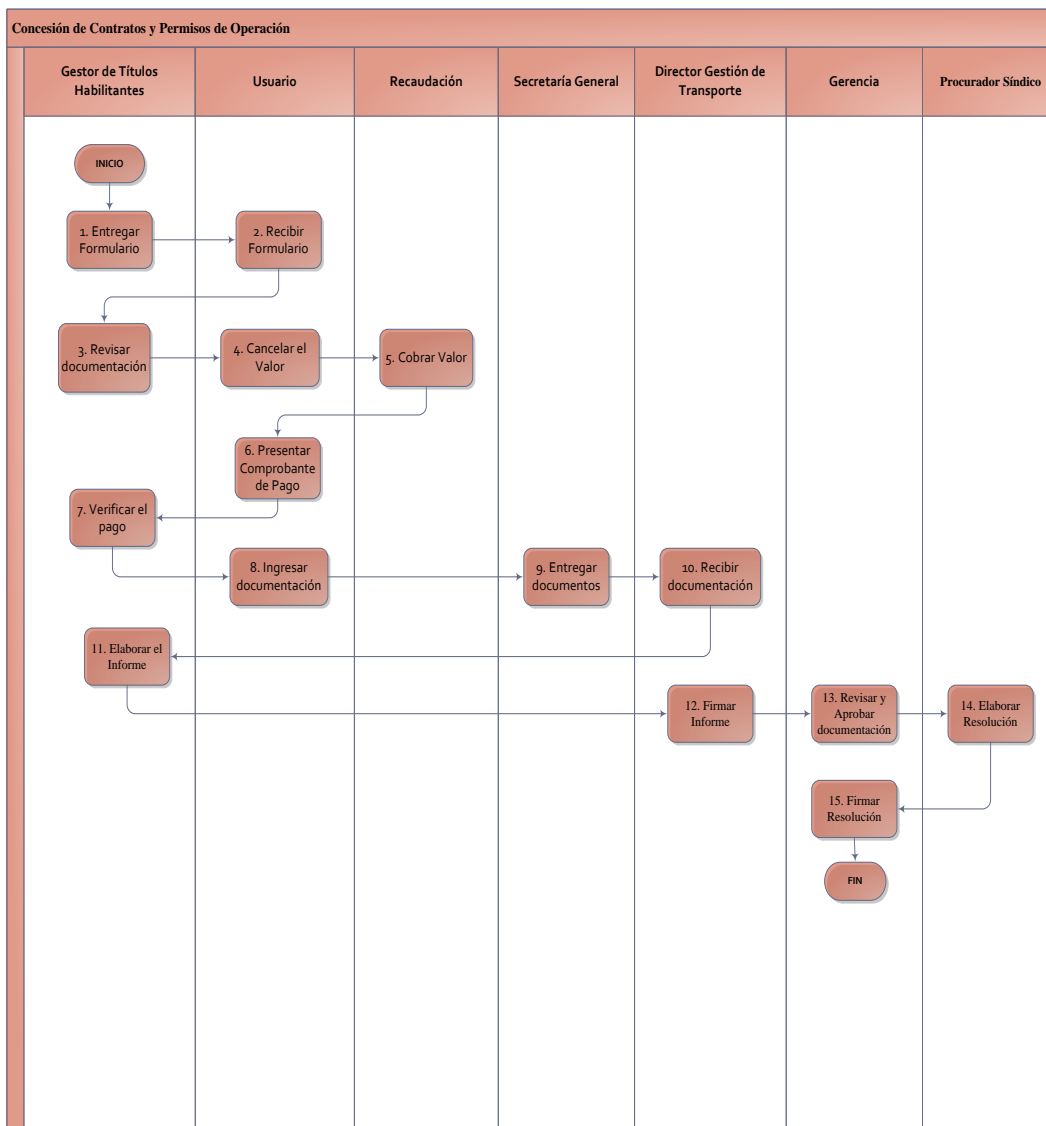 Concesión de Contratos y Permisos de Operación
Gestor de Títulos
Habilitantes
Usuario
Recaudación
Secretaría General
Director Gestión de
Transporte
Gerencia
Procurador Síndico
INICIO
1. Entregar
Formulario
2. Recibir
Formulario
3. Revisar
documentación
4. Cancelar el
Valor
5. Cobrar Valor
6. Presentar
Comprobante
de Pago
7. Verificar el
pago
8. Ingresar
documentación
9. Entregar
documentos
10. Recibir
documentación
11. Elaborar el
Informe
12. Firmar
Informe
13. Revisar y
Aprobar
documentación
14. Elaborar
Resolución
15. Firmar
Resolución
FIN